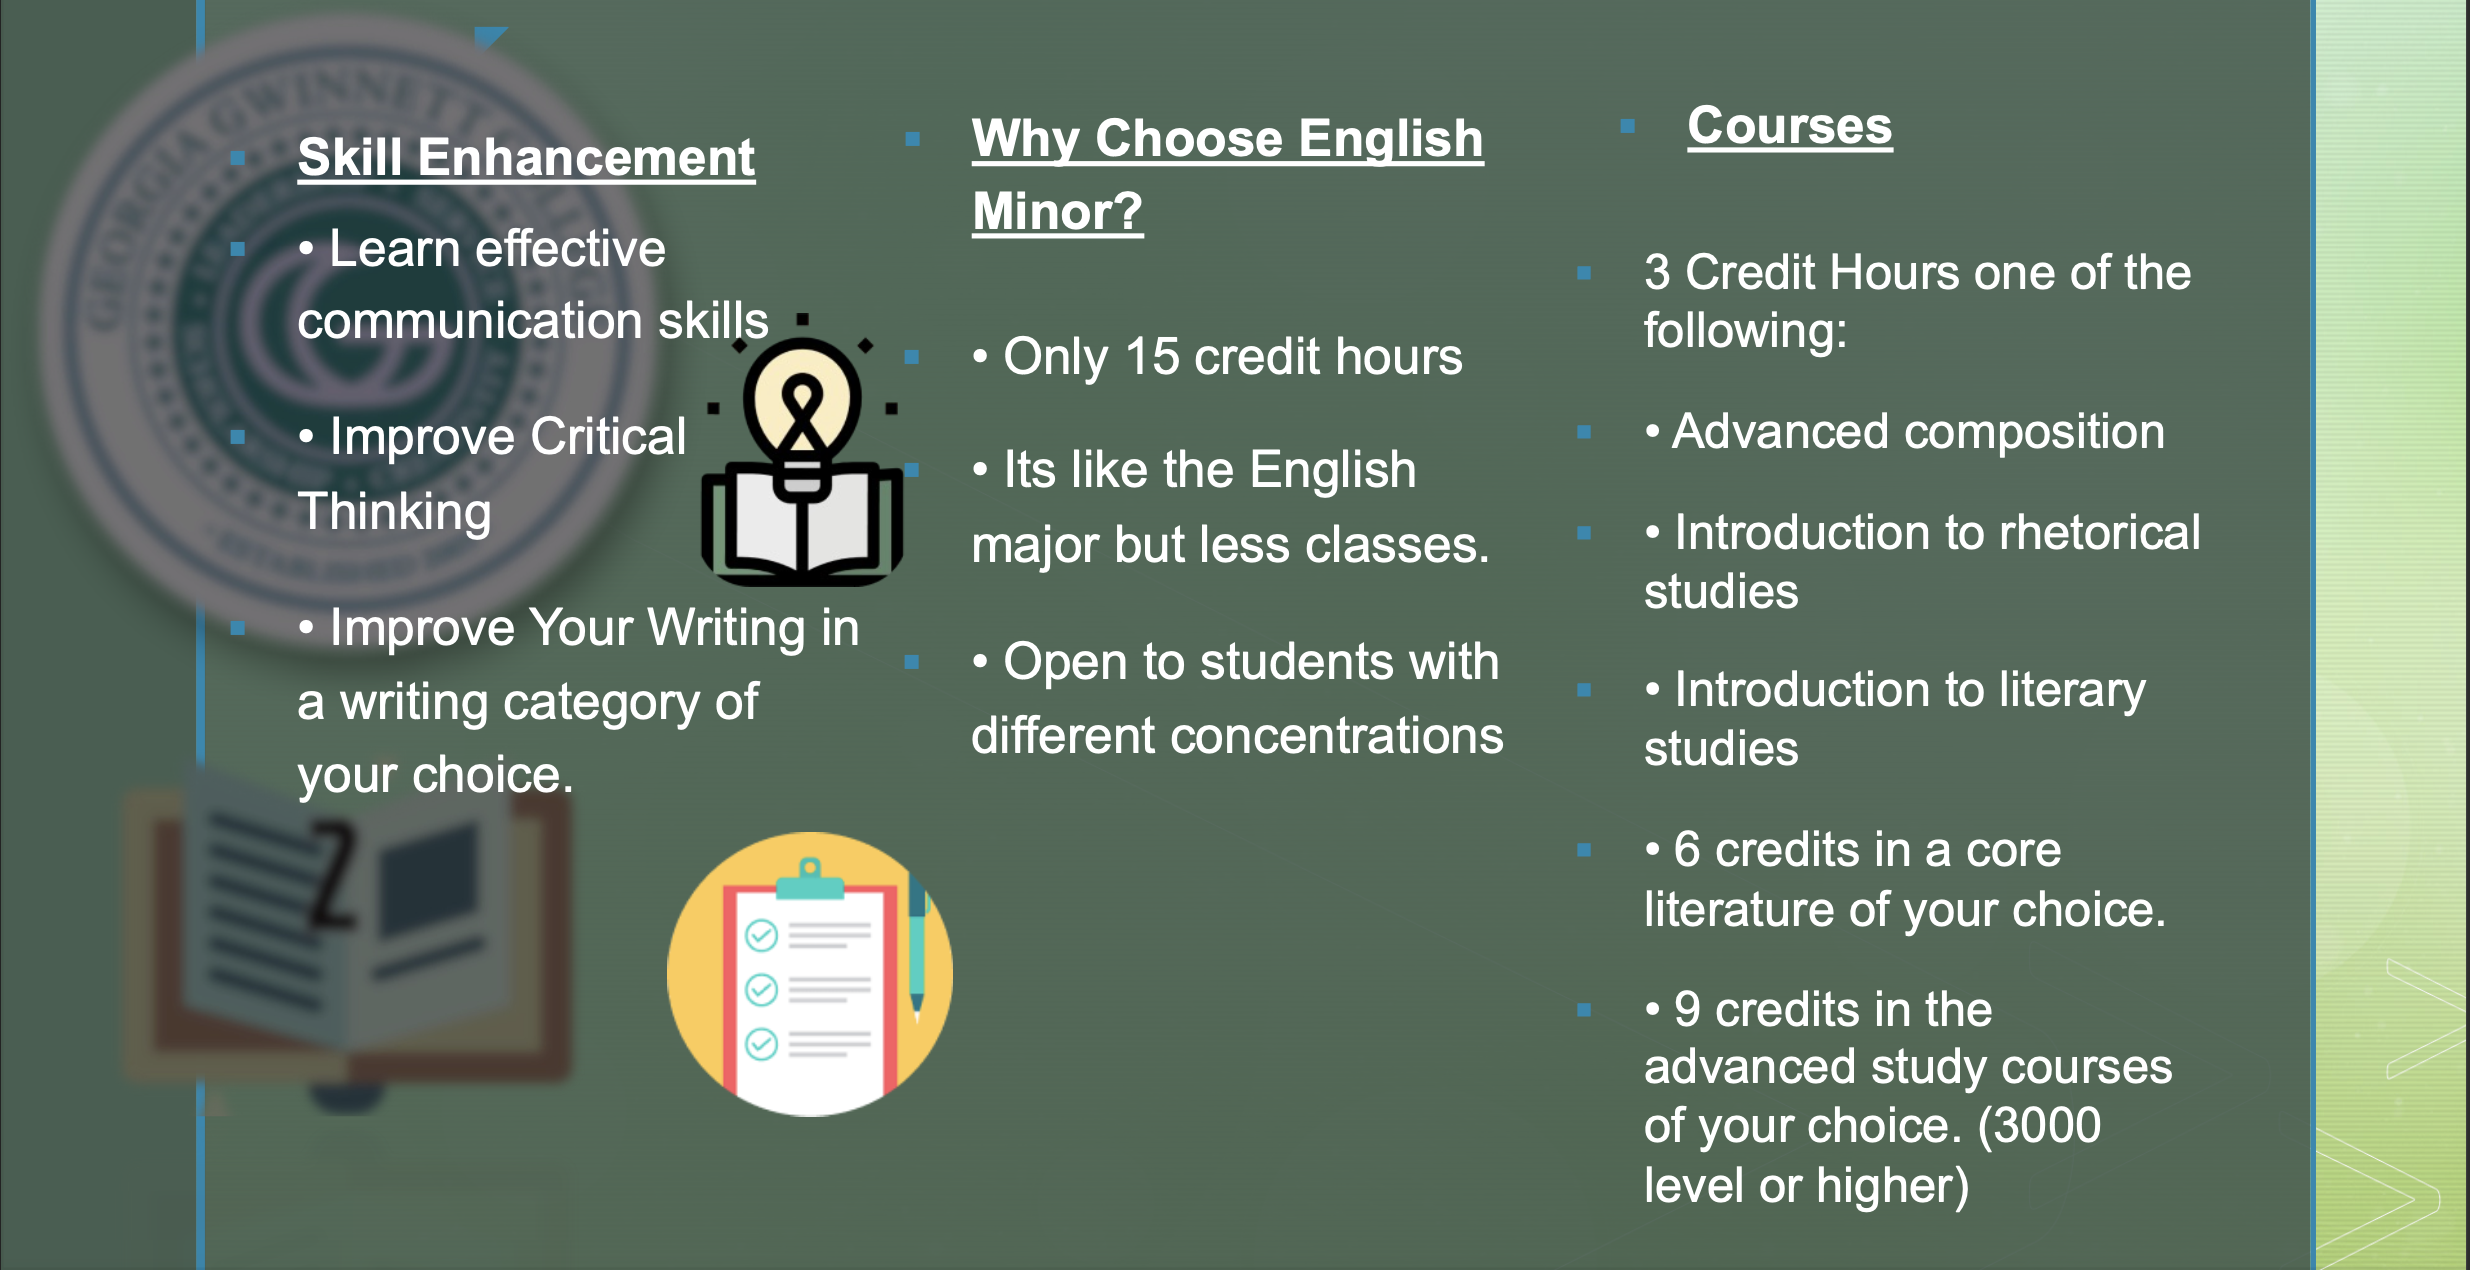 GEORGIA GWINNETT
ESTABLISHED
Skill Enhancement
• Learn effective
communication skills
• Improve Critical
Thinking
• Improve Your Writing in
a writing category of
your choice.
Why Choose English
Minor?
• Only 15 credit hours
• Its like the English
major but less classes.
• Open to students with
different concentrations
Courses
3 Credit Hours one of the
following:
• Advanced composition
• Introduction to rhetorical
studies
• Introduction to literary
studies
• 6 credits in a core
literature of your choice.
• 9 credits in the
advanced study courses
of your choice. (3000
level or higher)